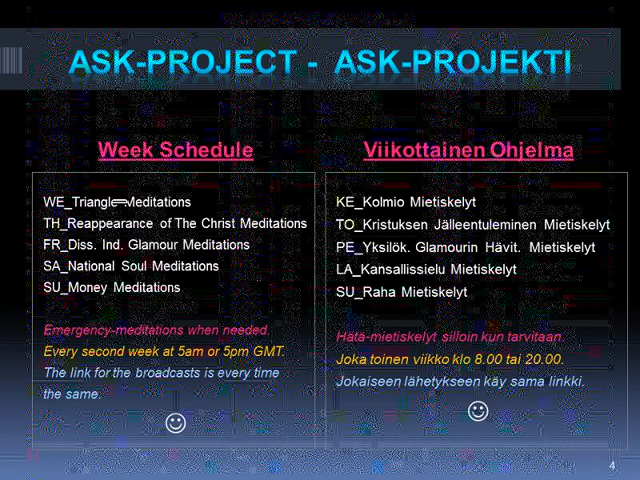 ASK-PROJECT - ASK-PROJEKTI
Week Schedule
WE_Triangle Meditations
TH_Reappearance of The Christ Meditations
FR_Diss. Ind. Glamour Meditations
SA_National Soul Meditations
SU_Money Meditations
Emergency-meditations when needed.
Every second week at 5am or 5pm GMT.
The link for the broadcasts is every time
the same.
Viikottainen Ohjelma
KE_Kolmio Mietiskelyt
TO_Kristuksen Jälleentuleminen Mietiskelyt
PE_Yksilök. Glamourin Hävit. Mietiskelyt
LA_Kansallissielu Mietiskelyt
SU_Raha Mietiskelyt
Hätä-mietiskelyt silloin kun tarvitaan.
Joka toinen viikko klo 8.00 tai 20.00.
Jokaiseen lähetykseen käy sama linkki.
4